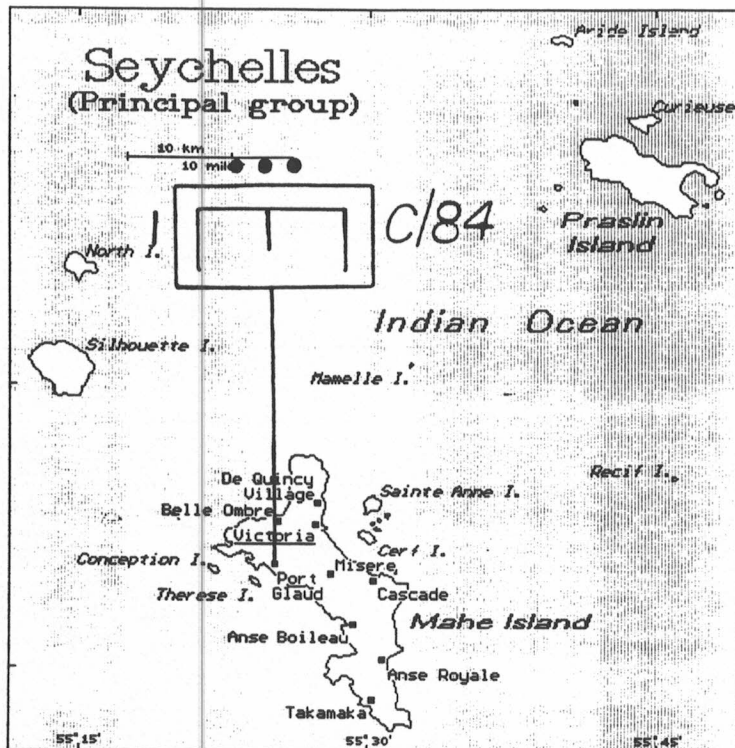 Aride Island
Seychelles
(Principal group)
Curieuse
10 km
10 mile
1
C/84
Praslin
Island
North I.
Indian Ocean
Silhouette I.
Mamelle I.
De Quincy
Village
Recif I.
Sainte Anne I.
Belle Ombre
Victoria
Cerf I.
Conception I.
Misere
Therese I.
Port
Glaud
Cascade
Anse Boileau
Mahe Island
Anse Royale
Takamaka
55°15'
55°30'
55°45'